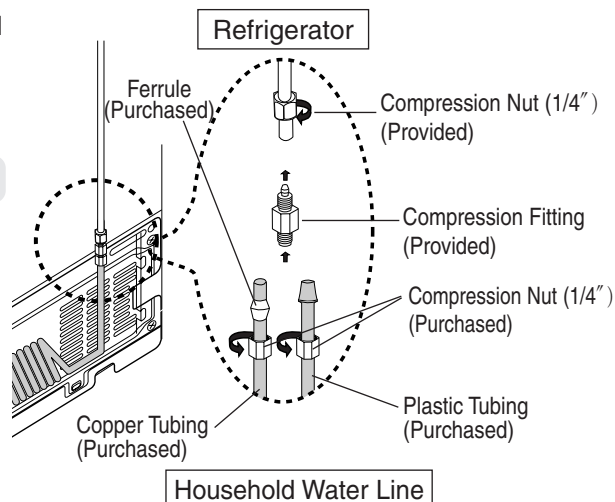 Refrigerator
Ferrule
(Purchased)
Compression Nut (1/4″)
(Provided)
Compression Fitting
(Provided)
Compression Nut (1/4″)
(Purchased)
Copper Tubing
(Purchased)
Plastic Tubing
(Purchased)
Household Water Line